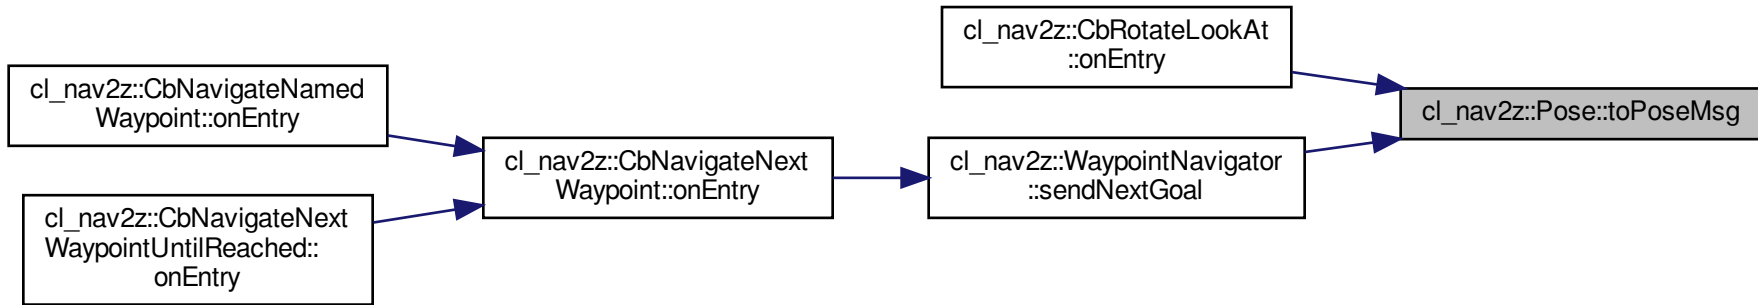 cl_nav2z::CbRotateLookAt
::onEntry
cl_nav2z::CbNavigateNamed
Waypoint::onEntry
cl_nav2z::Pose::toPoseMsg
cl_nav2z::CbNavigateNext
Waypoint::onEntry
cl_nav2z::WaypointNavigator
::sendNextGoal
cl_nav2z::CbNavigateNext
WaypointUntilReached::
onEntry